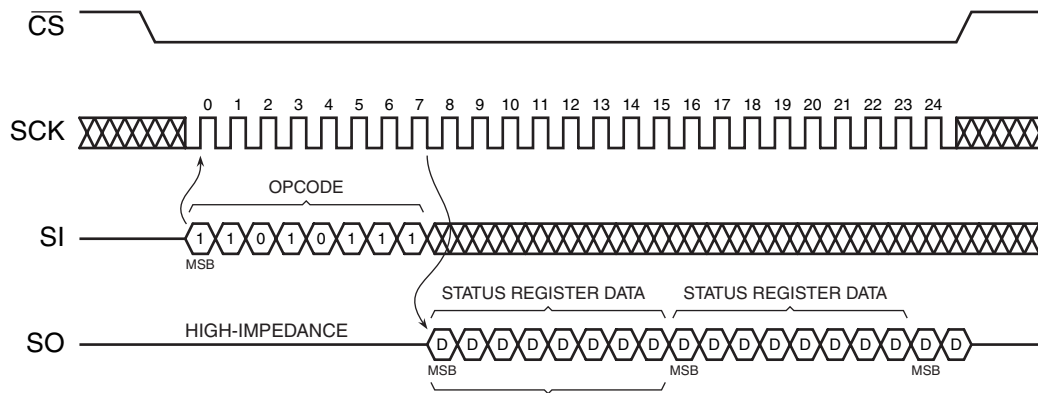 CS
0 1 2 3 4 5 6 7 8 9 10 11 12 13 14 15 16 17 18 19 20 21 22 23 24
SCK
OPCODE
SI 1 1 0 1 0 1 1 1
MSB
STATUS REGISTER DATA STATUS REGISTER DATA
HIGH-IMPEDANCE
SO D D D D D D D D D D D D D D D D D D
MSB MSB MSB